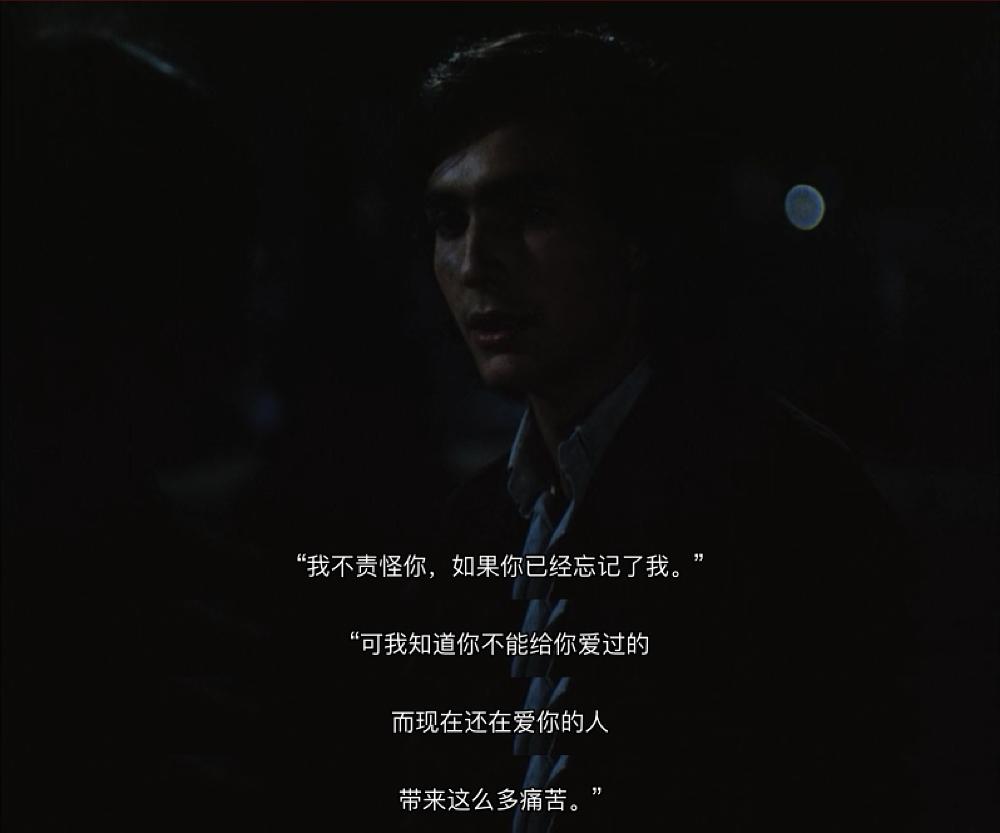 “我不责怪你，如果你已经忘记了我。”
“可我知道你不能给你爱过的
而现在还在爱你的人
带来这么多痛苦。”